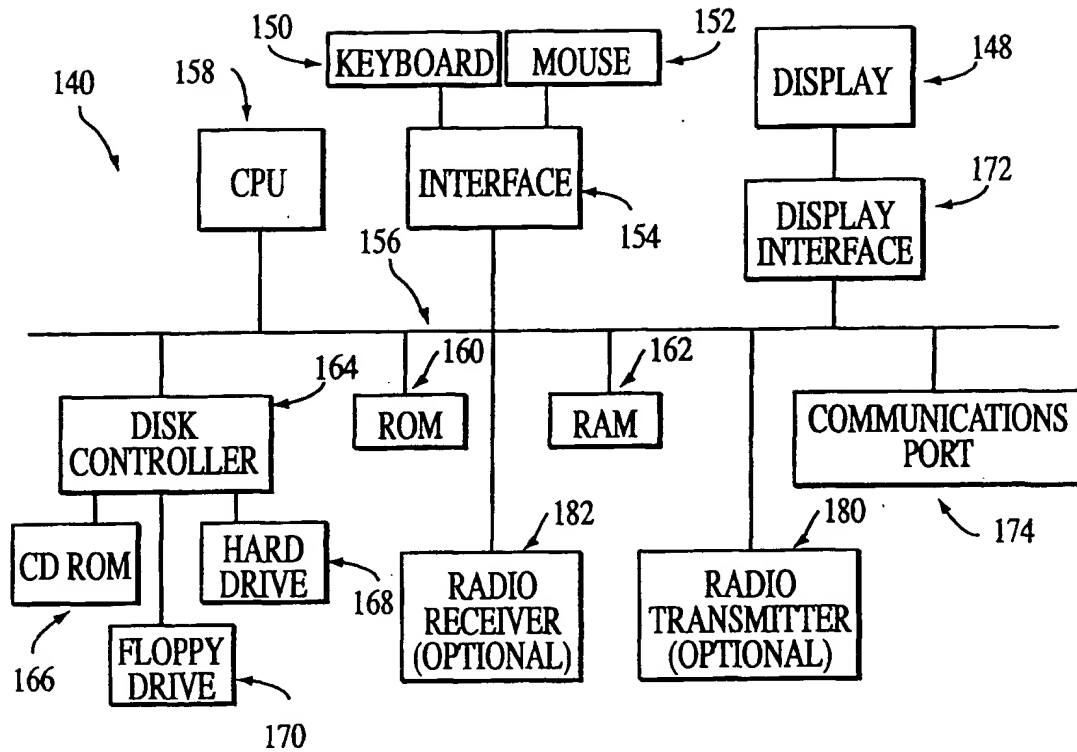 150
KEYBOARD
MOUSE
152
140
158
DISPLAY
148
CPU
INTERFACE
154
DISPLAY
INTERFACE
172
156
160
162
164
DISK
CONTROLLER
ROM
RAM
COMMUNICATIONS
PORT
174
CD ROM
166
HARD
DRIVE
168
FLOPPY
DRIVE
170
182
RADIO
RECEIVER
(OPTIONAL)
180
RADIO
TRANSMITTER
(OPTIONAL)